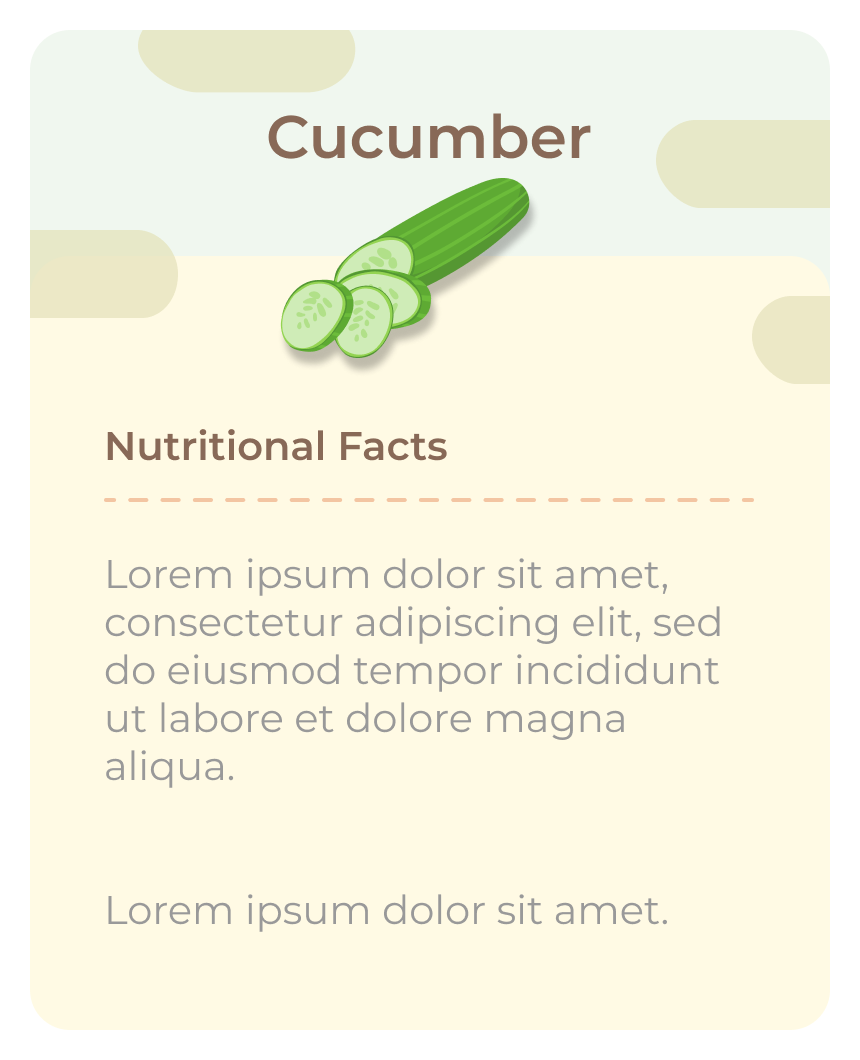 Cucumber
Nutritional Facts
Lorem ipsum dolor sit amet,
consectetur adipiscing elit, sed
do eiusmod tempor incididunt
ut labore et dolore magna
aliqua.
Lorem ipsum dolor sit amet.